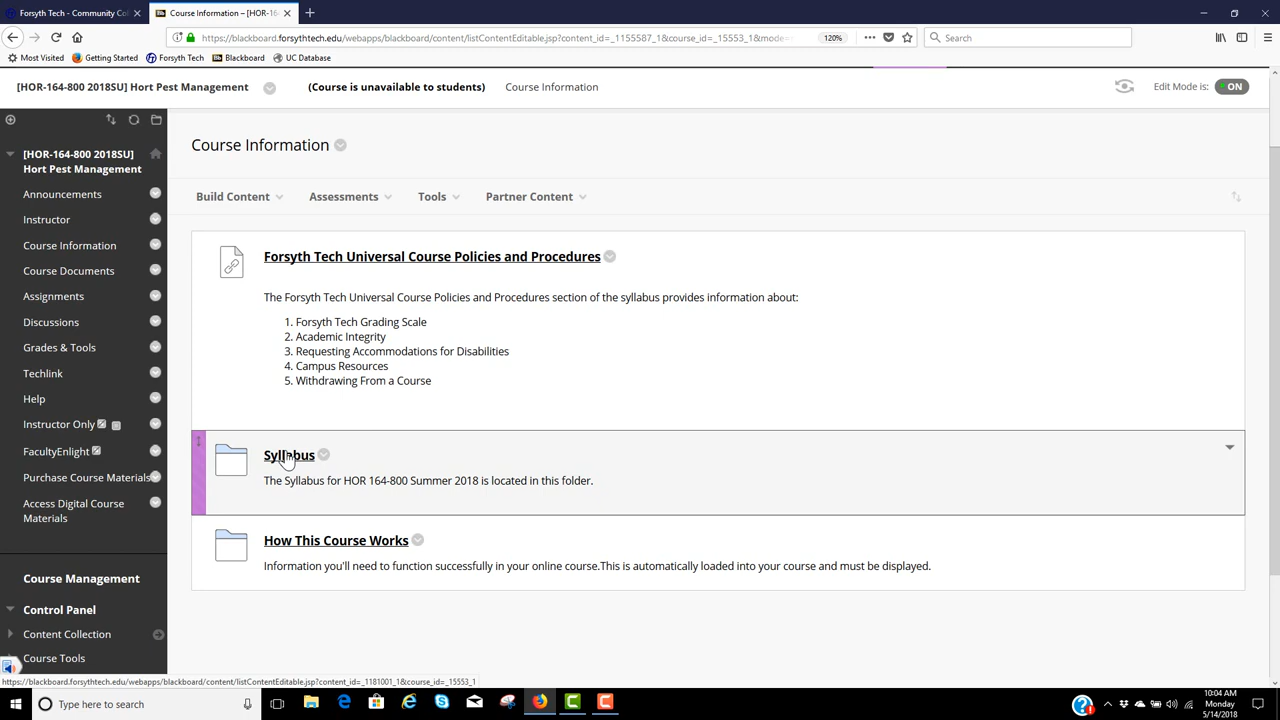 Forsyth Tech - Community Col
Course Information – [HOR-16
https://blackboard.forsythtech.edu/webapps/blackboard/content/listContentEditable.jsp?content_id=_1155587_1&course_id=_15553_1&mode=
120%
Search
Most Visited
Getting Started
Forsyth Tech
Blackboard
UC Database
[HOR-164-800 2018SU] Hort Pest Management
(Course is unavailable to students)
Course Information
Edit Mode is:
ON
[HOR-164-800 2018SU]
Hort Pest Management
Announcements
Instructor
Course Information
Course Documents
Assignments
Discussions
Grades & Tools
Techlink
Help
Instructor Only
FacultyEnlight
Purchase Course Materials
Access Digital Course
Materials
Course Management
Control Panel
Content Collection
Course Tools
Course Information
Build Content
Assessments
Tools
Partner Content
Forsyth Tech Universal Course Policies and Procedures
The Forsyth Tech Universal Course Policies and Procedures section of the syllabus provides information about:
1. Forsyth Tech Grading Scale
2. Academic Integrity
3. Requesting Accommodations for Disabilities
4. Campus Resources
5. Withdrawing From a Course
Syllabus
The Syllabus for HOR 164-800 Summer 2018 is located in this folder.
How This Course Works
Information you'll need to function successfully in your online course.This is automatically loaded into your course and must be displayed.
https://blackboard.forsythtech.edu/webapps/blackboard/content/listContentEditable.jsp?content_id=_1181001_1&course_id=_15553_1
Type here to search
10:04 AM
Monday
5/14/2018